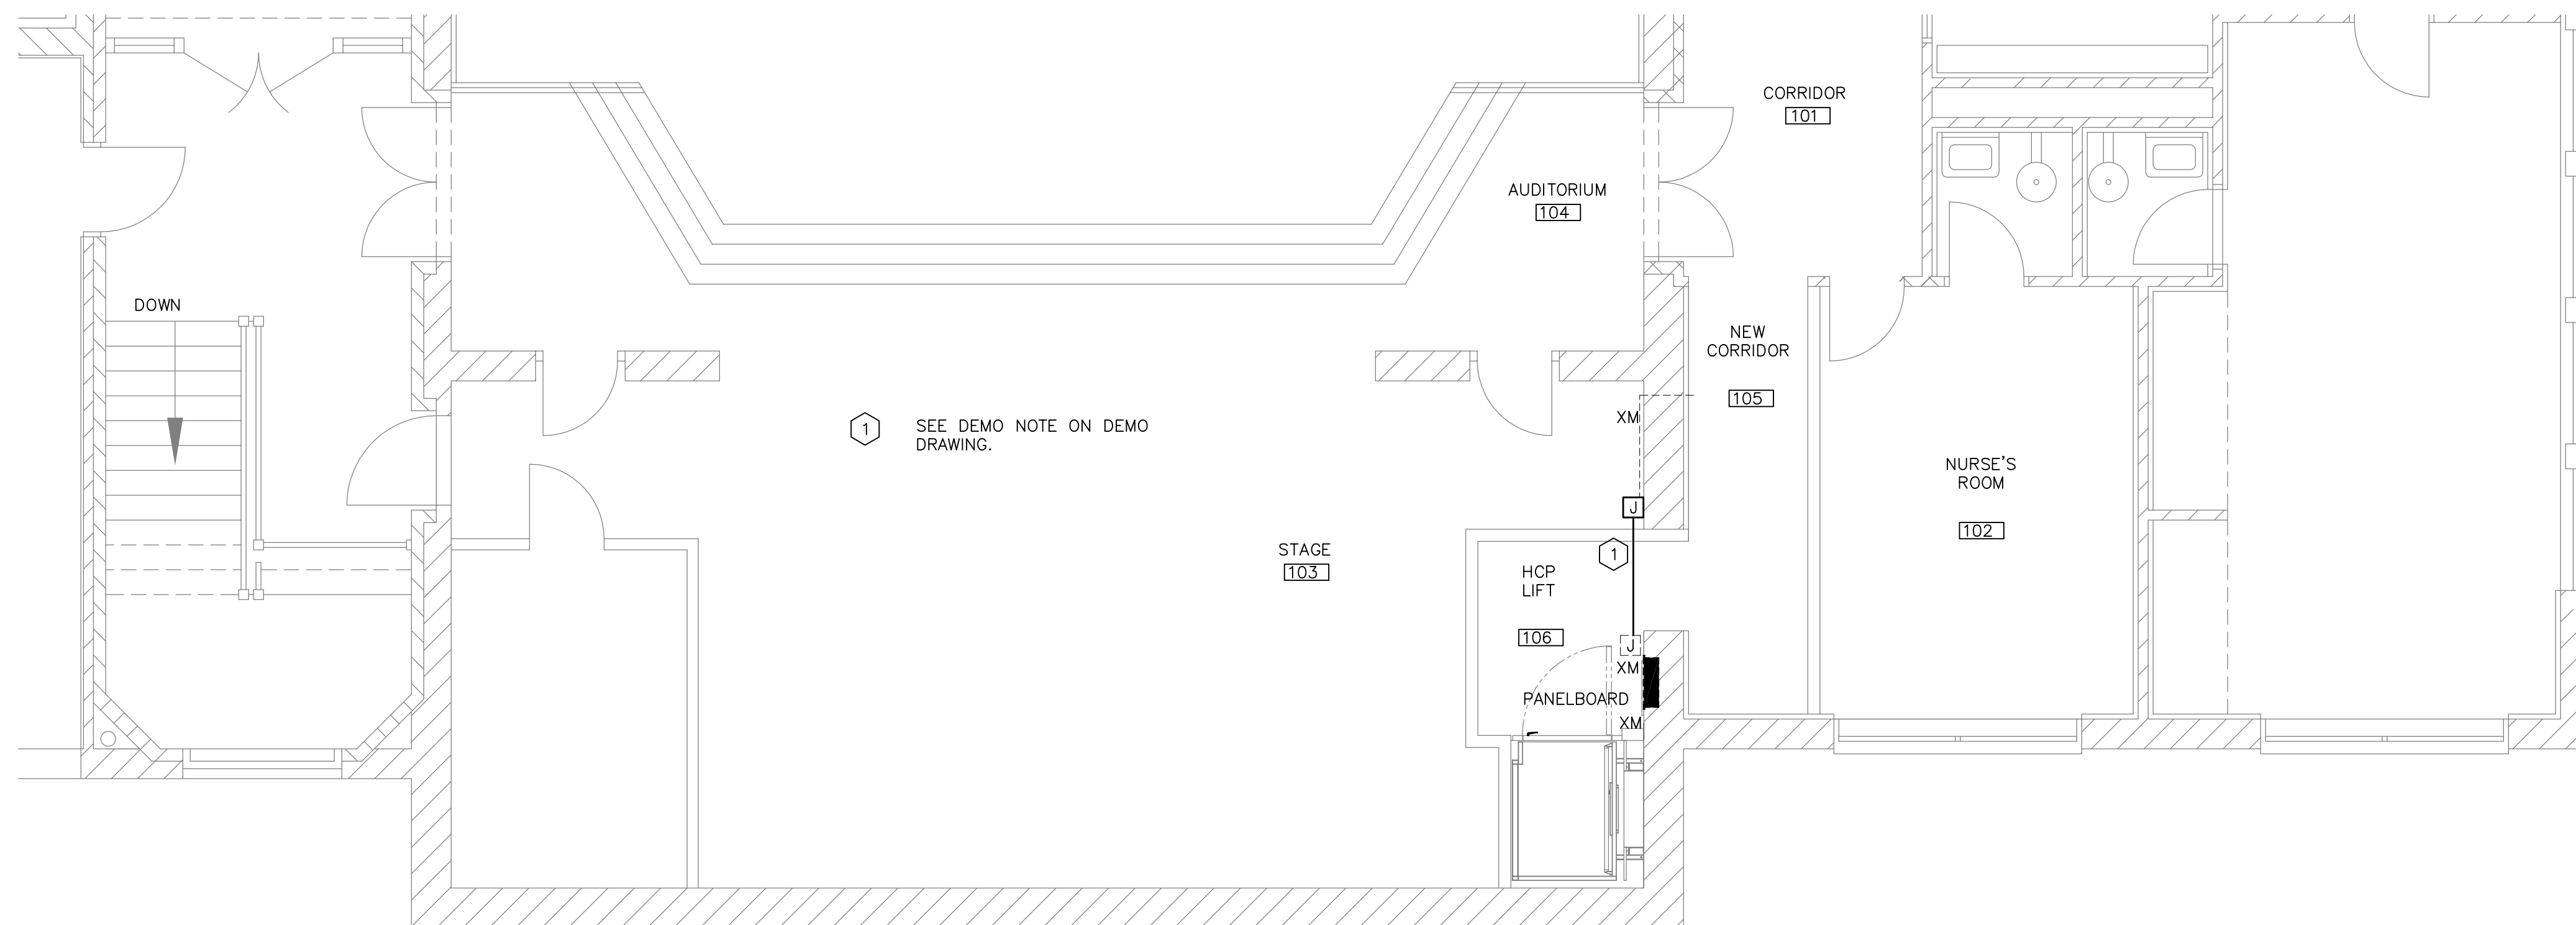 CORRIDOR
101
AUDITORIUM
104
DOWN
NEW
CORRIDOR
105
XM
1
SEE DEMO NOTE ON DEMO
DRAWING.
NURSE'S
ROOM
102
J
STAGE
103
1
HCP
LIFT
106
J
XM
PANELBOARD
XM